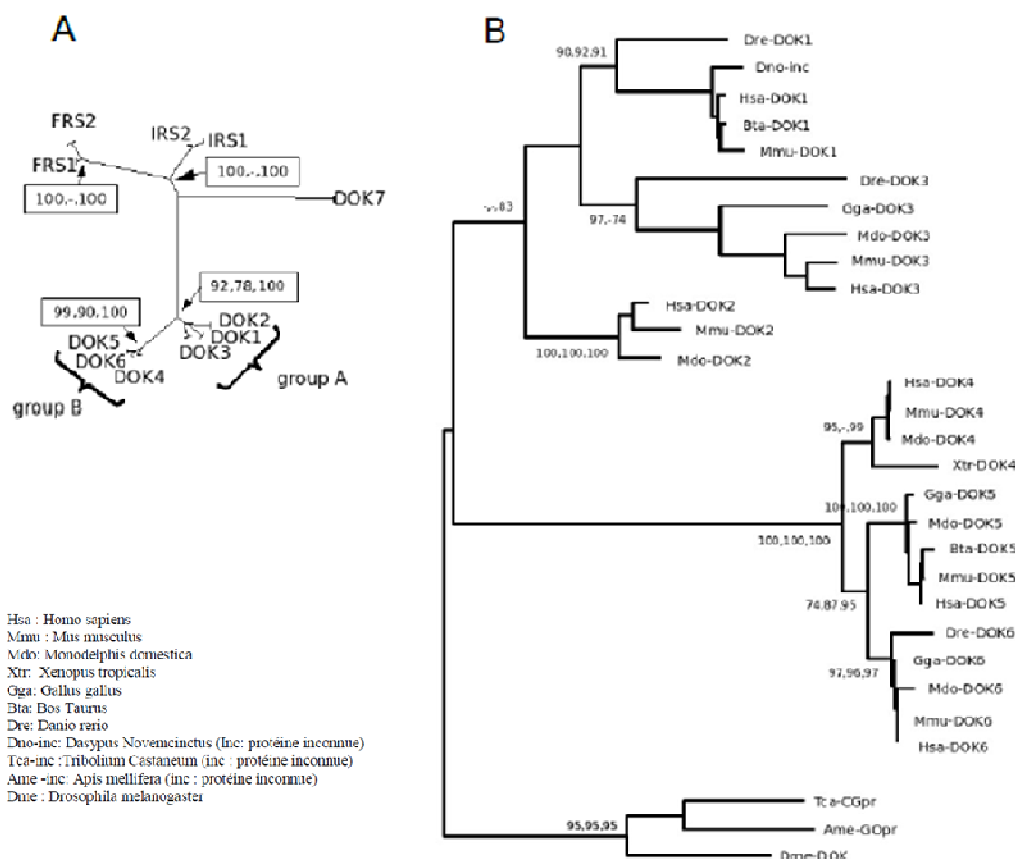 A
FRS2
IRS2
IRS1
FRS1
100,-,100
100,-,100
DOK7
92,78,100
99,90,100
DOK2
DOK5
DOK1
DOK6
DOK3
DOK4
group A
group B
Hsa : Homo sapiens
Mmu : Mus musculus
Mdo: Monodelphis domestica
Xtr: Xenopus tropicalis
Gga: Gallus gallus
Bta: Bos Taurus
Dre: Danio rerio
Dno-inc: Dasypus Novemcinctus (Inc: protéine inconnue)
Tca-inc :Tribolium Castaneum (inc : protéine inconnue)
Ame -inc: Apis mellifera (inc : protéine inconnue)
Dme : Drosophila melanogaster
B
Dre-DOK1
90,92,91
Dno-inc
Hsa-DOK1
Bta-DOK1
Mmu-DOK1
Dre-DOK3
-,-,83
97,-74
Gga-DOK3
Mdo-DOK3
Mmu-DOK3
Hsa-DOK3
Hsa-DOK2
Mmu-DOK2
100,100,100
Mdo-DOK2
Hsa-DOK4
Mmu-DOK4
95,-,99
Mdo-DOK4
Xtr-DOK4
Gga-DOK5
100,100,100
Mdo-DOK5
100,100,100
Bta-DOK5
Mmu-DOK5
74,87,95
Hsa-DOK5
Dre-DOK6
Gga-DOK6
97,96,97
Mdo-DOK6
Mmu-DOK6
Hsa-DOK6
Tca-CGpr
95,95,95
Ame-GOpr
Dme-DOK